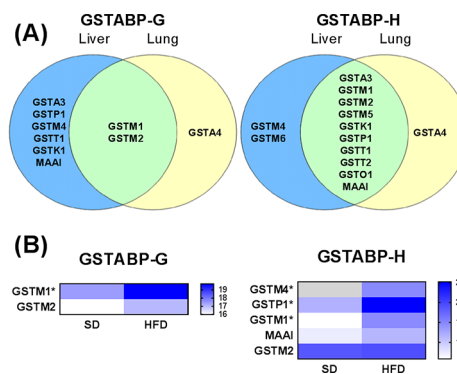 (A)
GSTABP-G
GSTABP-H
Liver
Lung
Liver
Lung
GSTA3
GSTP1
GSTM4
GSTT1
GSTK1
MAAI
GSTM1
GSTM2
GSTA4
GSTM4
GSTM6
GSTA3
GSTM1
GSTM2
GSTM5
GSTK1
GSTP1
GSTT1
GSTT2
GSTO1
MAAI
GSTA4
(B)
GSTABP-G
GSTABP-H
GSTM1*
GSTM2
SD
HFD
19
18
17
16
GSTM4*
GSTP1*
GSTM1*
MAAI
GSTM2
SD
HFD